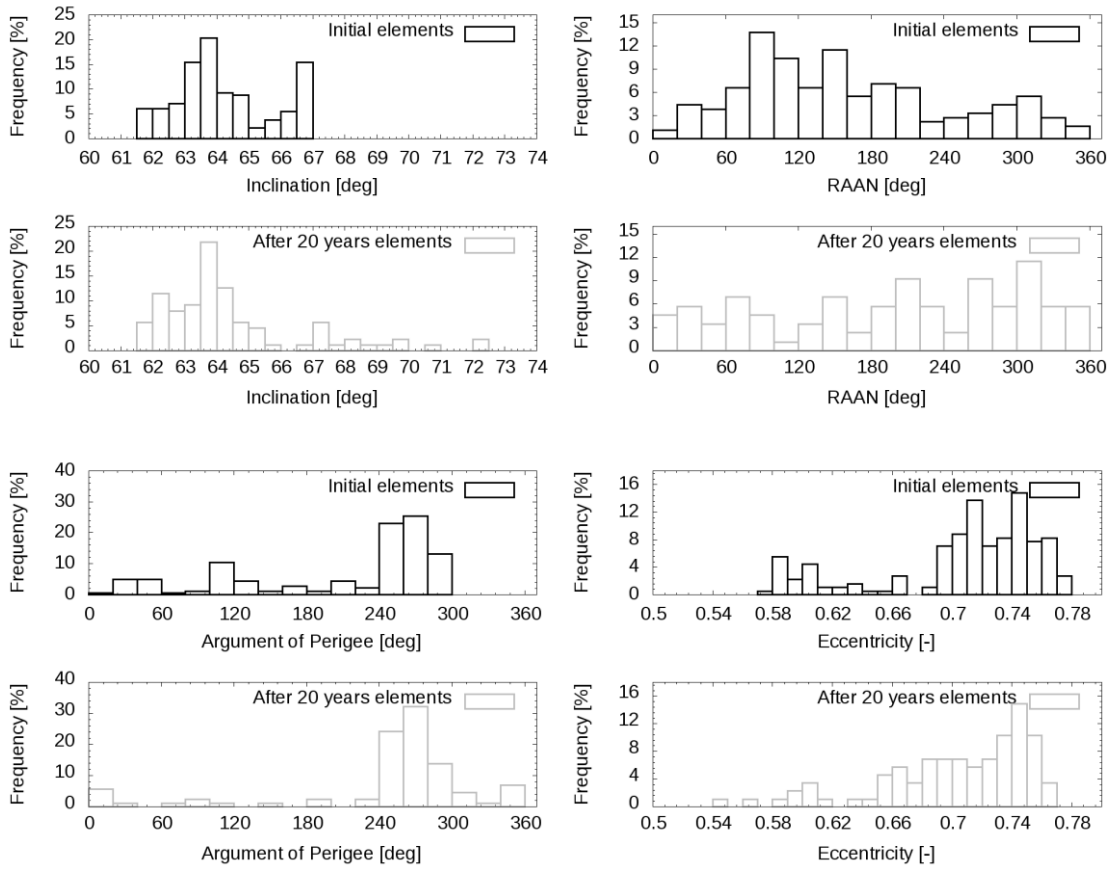 Frequency [%]
25
20
15
10
5
0
Initial elements
60 61 62 63 64 65 66 67 68 69 70 71 72 73 74
Inclination [deg]
Frequency [%]
15
12
9
6
3
0
Initial elements
0 60 120 180 240 300 360
RAAN [deg]
Frequency [%]
25
20
15
10
5
0
After 20 years elements
60 61 62 63 64 65 66 67 68 69 70 71 72 73 74
Inclination [deg]
Frequency [%]
15
12
9
6
3
0
After 20 years elements
0 60 120 180 240 300 360
RAAN [deg]
Frequency [%]
40
30
20
10
0
Initial elements
0 60 120 180 240 300 360
Argument of Perigee [deg]
Frequency [%]
16
12
8
4
0
Initial elements
0.5 0.54 0.58 0.62 0.66 0.7 0.74 0.78
Eccentricity [-]
Frequency [%]
40
30
20
10
0
After 20 years elements
0 60 120 180 240 300 360
Argument of Perigee [deg]
Frequency [%]
16
12
8
4
0
After 20 years elements
0.5 0.54 0.58 0.62 0.66 0.7 0.74 0.78
Eccentricity [-]